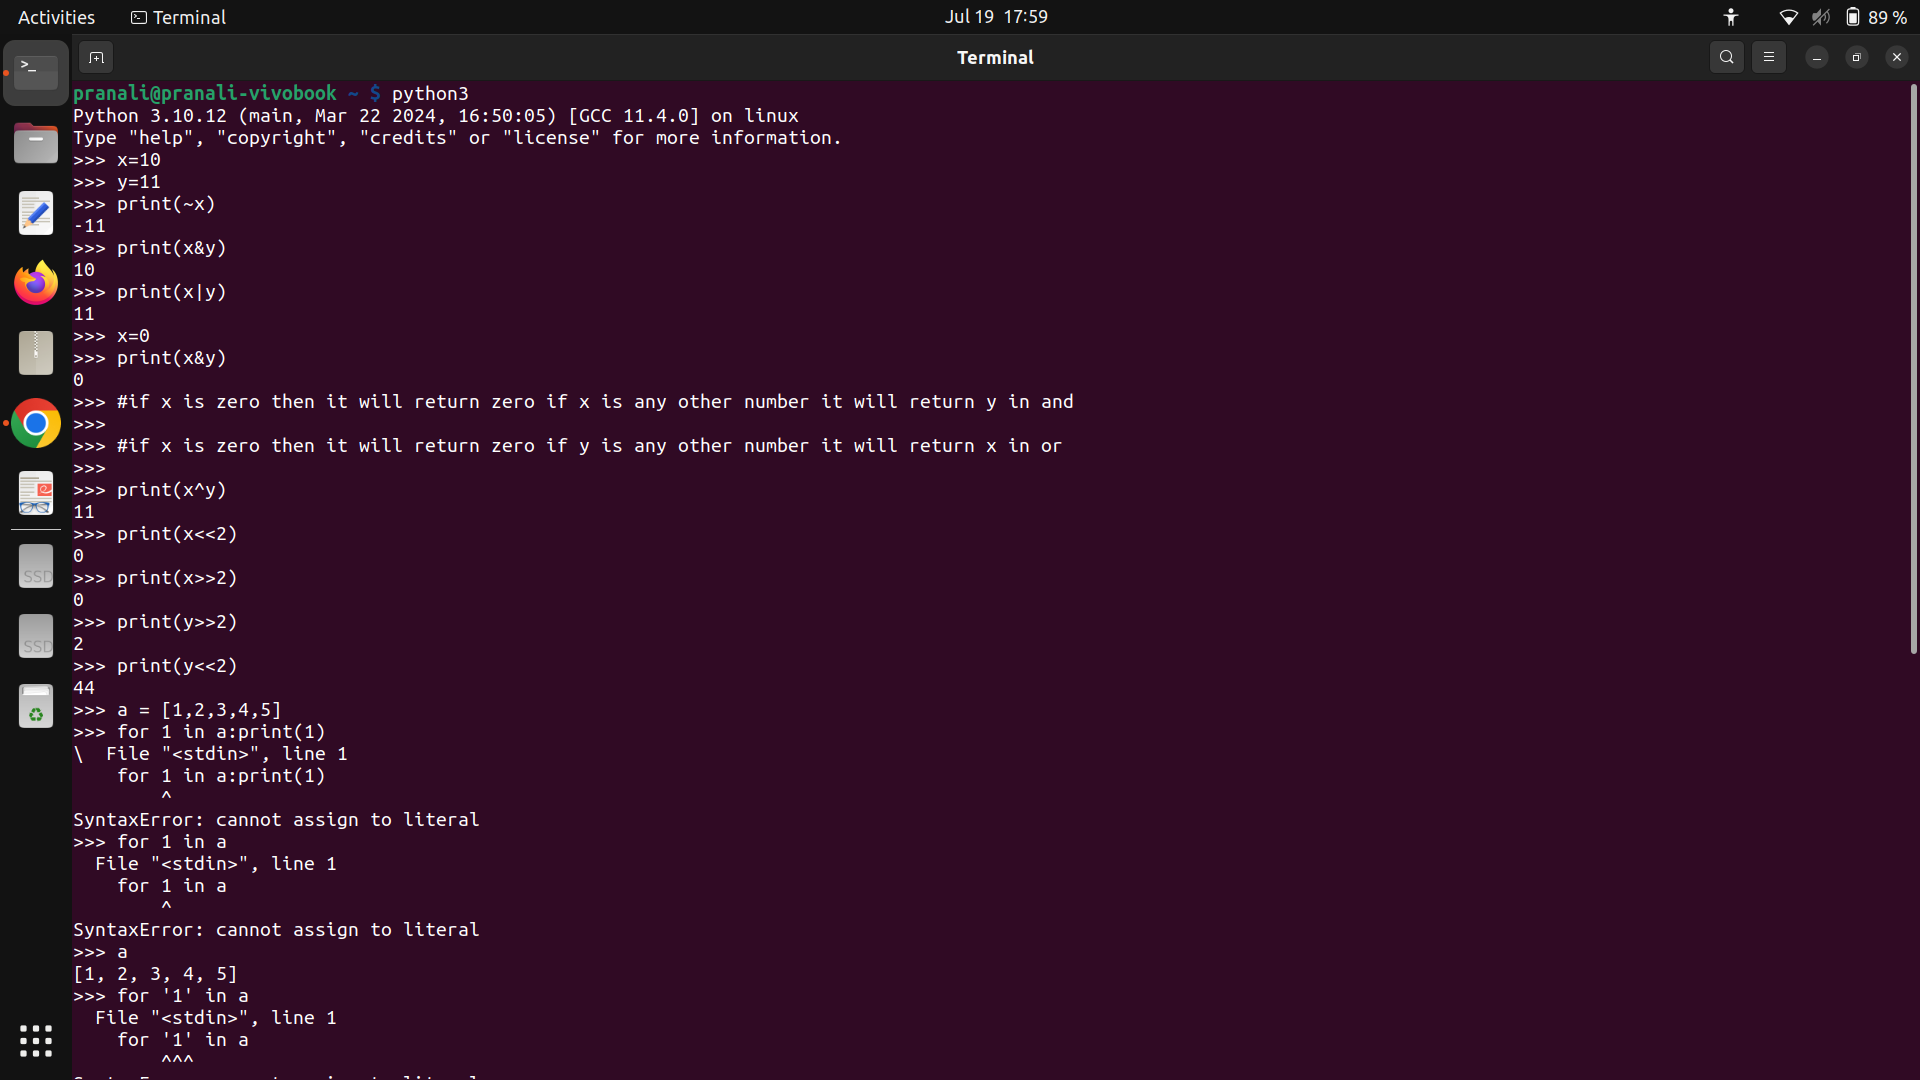 Activities
Terminal
Jul 19 17:59
89 %
Terminal
pranali@pranali-vivobook ~ $ python3
Python 3.10.12 (main, Mar 22 2024, 16:50:05) [GCC 11.4.0] on linux
Type "help", "copyright", "credits" or "license" for more information.
>>> x=10
>>> y=11
>>> print(~x)
-11
>>> print(x&y)
10
>>> print(x|y)
11
>>> x=0
>>> print(x&y)
0
>>> #if x is zero then it will return zero if x is any other number it will return y in and
>>>
>>> #if x is zero then it will return zero if y is any other number it will return x in or
>>>
>>> print(x^y)
11
>>> print(x<<2)
0
>>> print(x>>2)
0
>>> print(y>>2)
2
>>> print(y<<2)
44
>>> a = [1,2,3,4,5]
>>> for 1 in a:print(1)
\  File "<stdin>", line 1
    for 1 in a:print(1)
        ^
SyntaxError: cannot assign to literal
>>> for 1 in a
  File "<stdin>", line 1
    for 1 in a
        ^
SyntaxError: cannot assign to literal
>>> a
[1, 2, 3, 4, 5]
>>> for '1' in a
  File "<stdin>", line 1
    for '1' in a
        ^^^
SSD
SSD